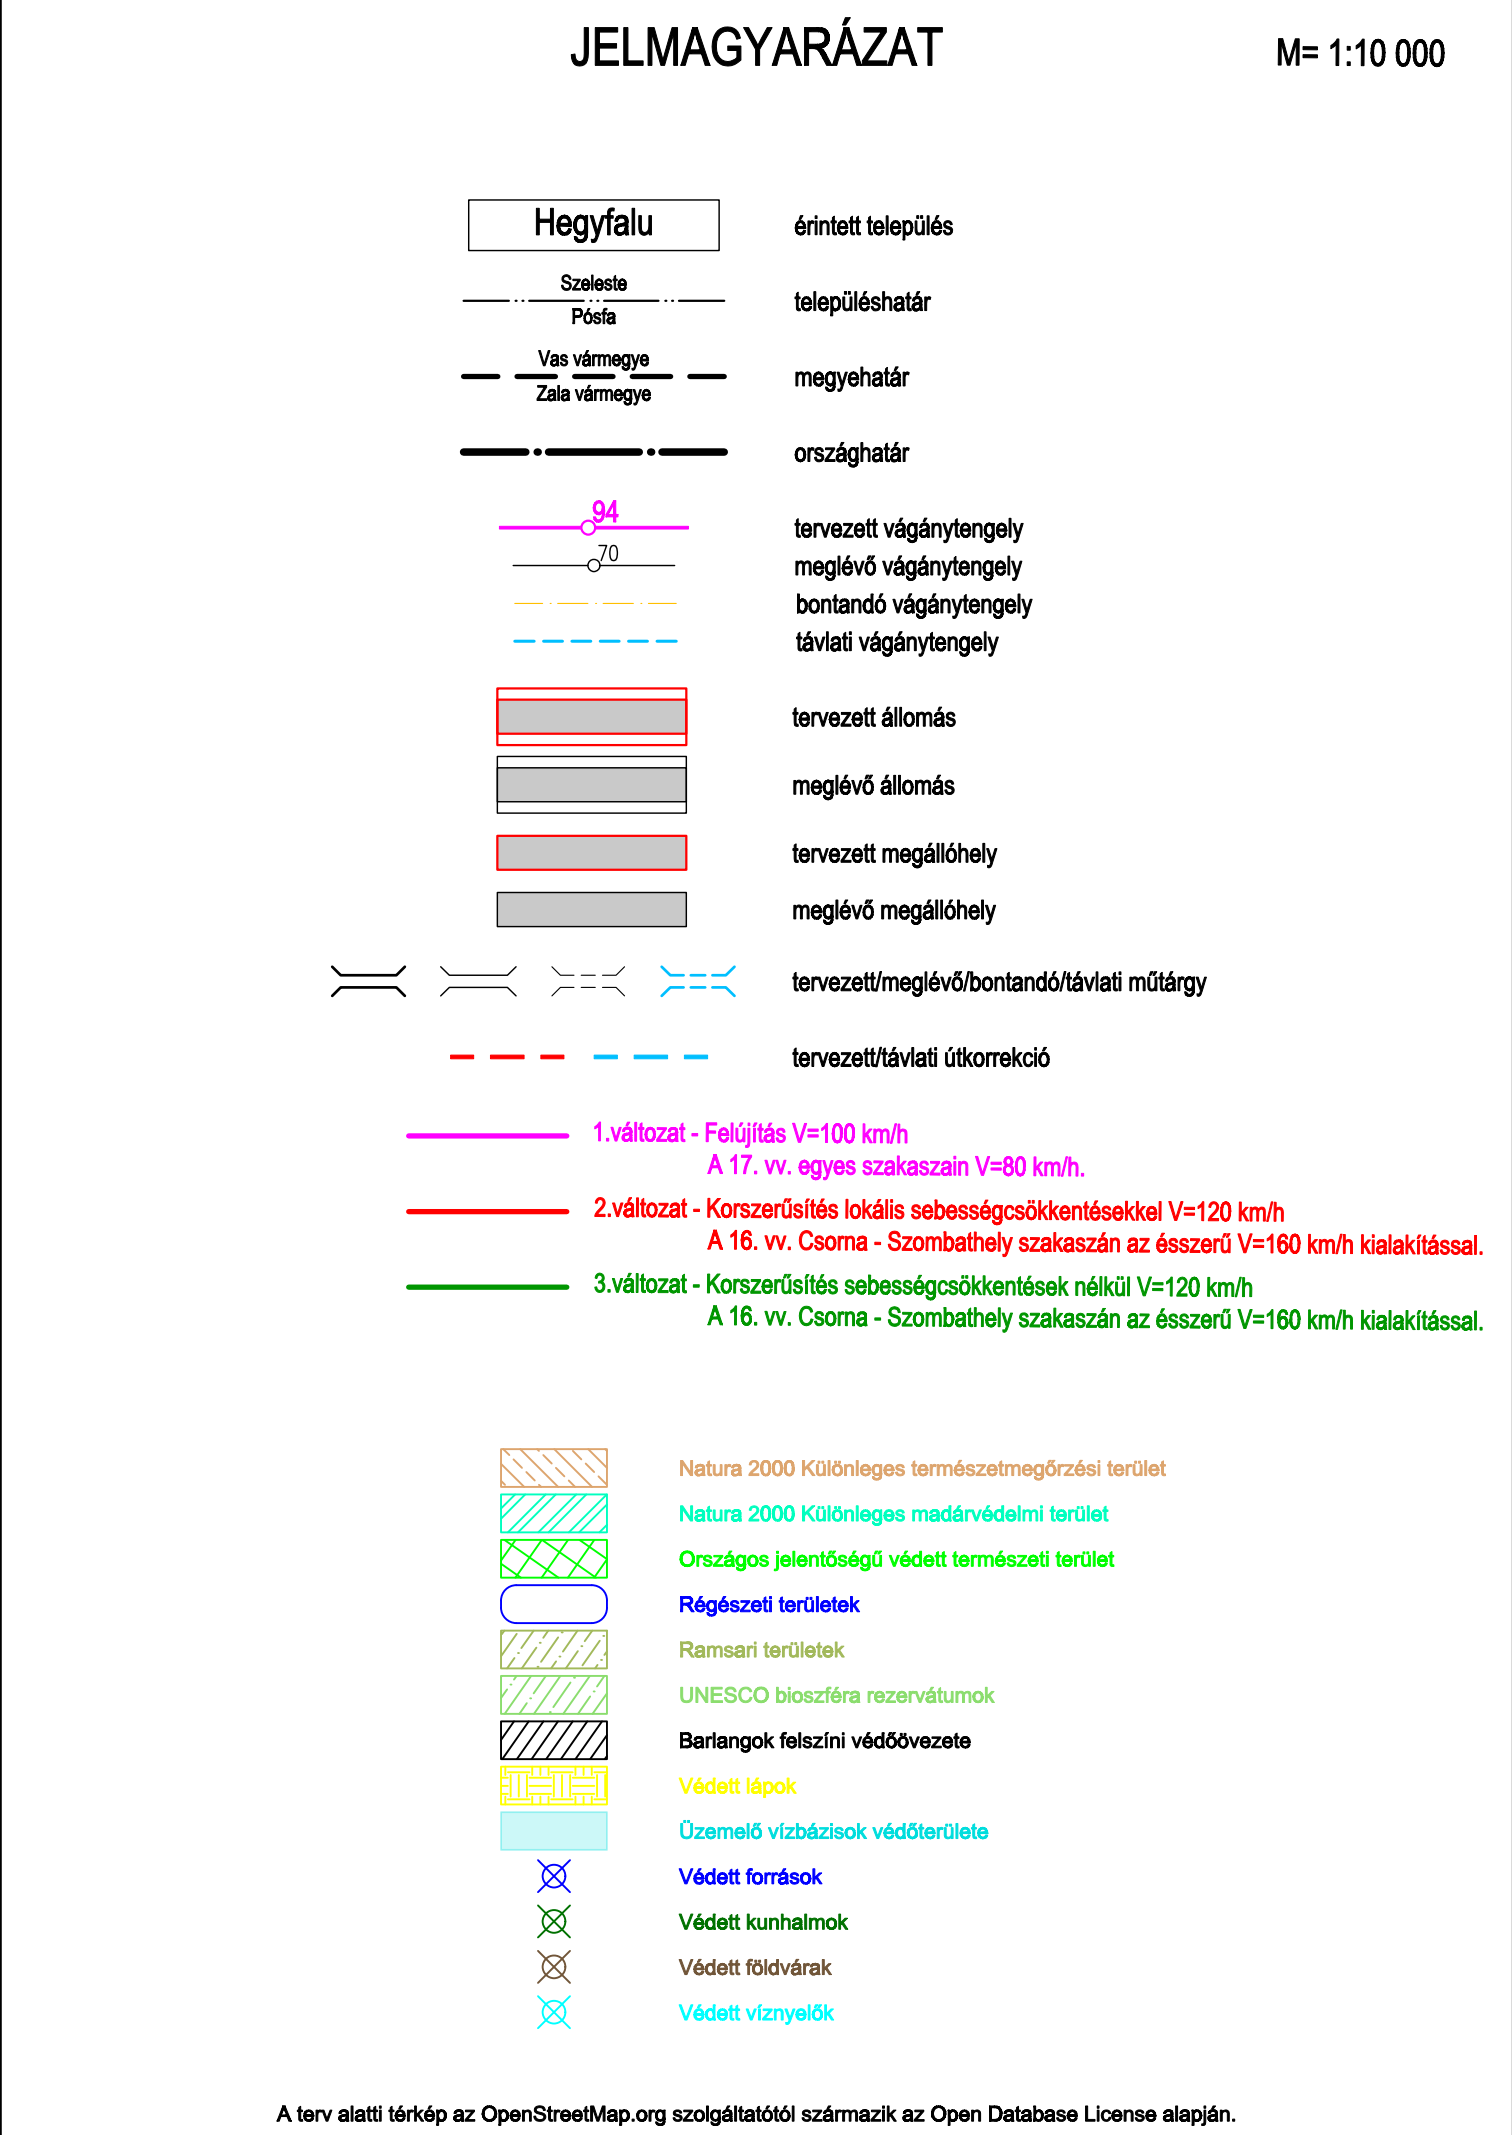 JELMAGYARÁZAT
M= 1:10 000
Hegyfalu
érintett település
Szeleste
Pósfa
településhatár
Vas vármegye
Zala vármegye
megyehatár
országhatár
94
tervezett vágánytengely
70
meglévő vágánytengely
bontandó vágánytengely
távlati vágánytengely
tervezett állomás
meglévő állomás
tervezett megállóhely
meglévő megállóhely
tervezett/meglévő/bontandó/távlati műtárgy
tervezett/távlati útkorrekció
1.változat - Felújítás V=100 km/h
A 17. vv. egyes szakaszain V=80 km/h.
2.változat - Korszerűsítés lokális sebességcsökkentésekkel V=120 km/h
A 16. vv. Csorna - Szombathely szakaszán az ésszerű V=160 km/h kialakítással.
3.változat - Korszerűsítés sebességcsökkentések nélkül V=120 km/h
A 16. vv. Csorna - Szombathely szakaszán az ésszerű V=160 km/h kialakítással.
Natura 2000 Különleges természetmegőrzési terület
Natura 2000 Különleges madárvédelmi terület
Országos jelentőségű védett természeti terület
Régészeti területek
Ramsari területek
UNESCO bioszféra rezervátumok
Barlangok felszíni védőövezete
Védett lápok
Üzemelő vízbázisok védőterülete
Védett források
Védett kunhalmok
Védett földvárak
Védett víznyelők
A terv alatti térkép az OpenStreetMap.org szolgáltatótól származik az Open Database License alapján.